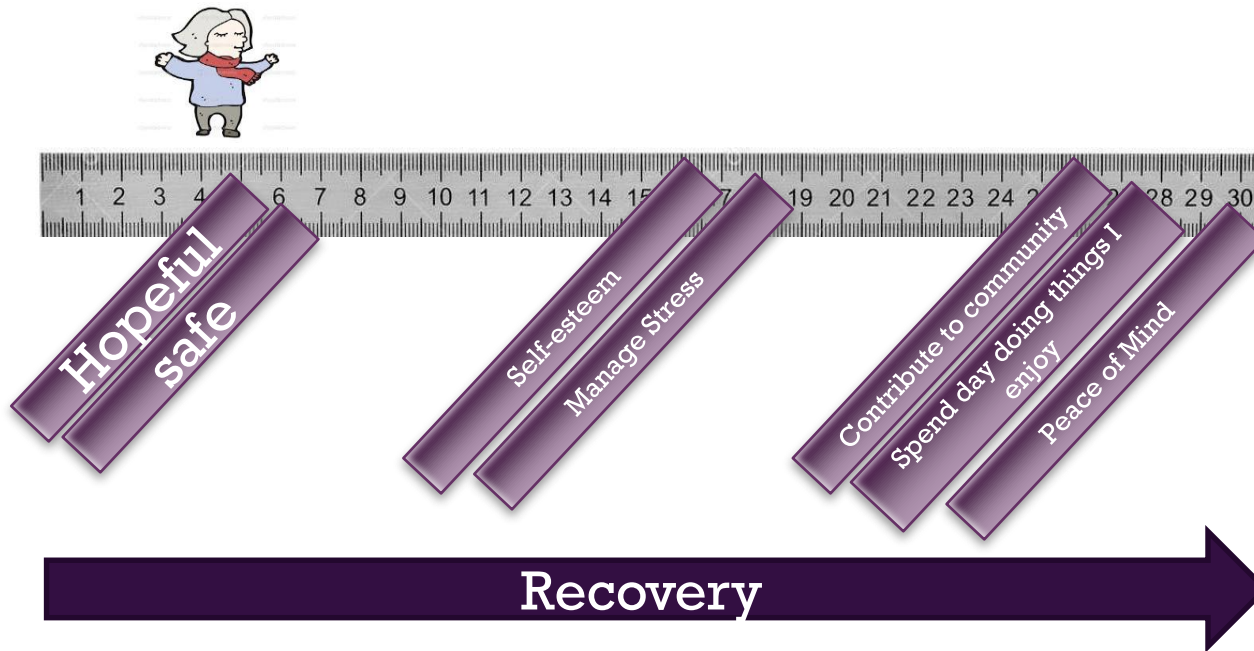 1 2 3 4 6 7 8 9 10 11 12 13 14 15 7 19 20 21 22 23 24 28 29 30
Hopeful
safe
Self-esteem
Manage Stress
Contribute to community
Spend day doing things I
enjoy
Peace of Mind
Recovery